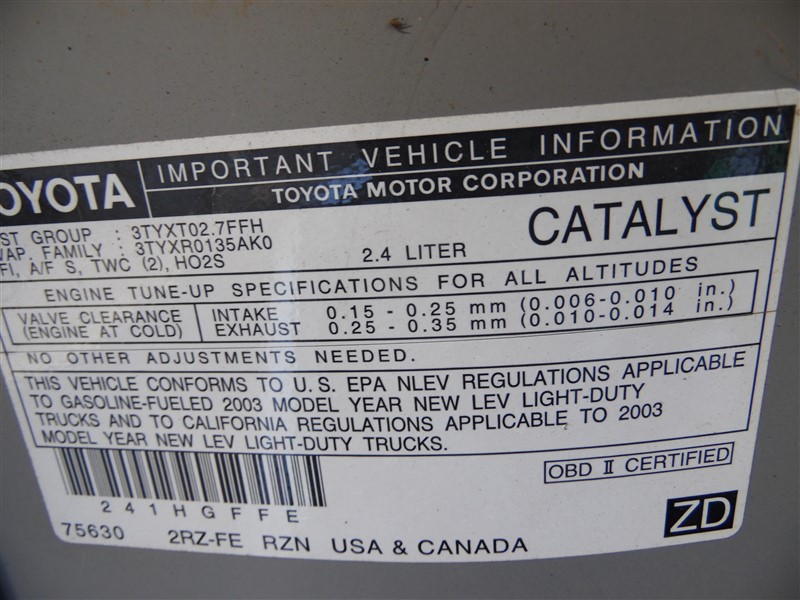 OYOTA
IMPORTANT VEHICLE INFORMATION
TOYOTA MOTOR CORPORATION
ST GROUP : 3TYXT02.7FFH
VAP. FAMILY : 3TYXR0135AK0
FI, A/F S, TWC (2), HO2S
2.4 LITER
CATALYST
ENGINE TUNE-UP SPECIFICATIONS FOR ALL ALTITUDES
VALVE CLEARANCE
(ENGINE AT COLD)
INTAKE 0.15 - 0.25 mm (0.006-0.010 in.)
EXHAUST 0.25 - 0.35 mm (0.010-0.014 in.)
NO OTHER ADJUSTMENTS NEEDED.
THIS VEHICLE CONFORMS TO U.S. EPA NLEV REGULATIONS APPLICABLE
TO GASOLINE-FUELED 2003 MODEL YEAR NEW LEV LIGHT-DUTY
TRUCKS AND TO CALIFORNIA REGULATIONS APPLICABLE TO 2003
MODEL YEAR NEW LEV LIGHT-DUTY TRUCKS.
OBD II CERTIFIED
241HGFFE
75630 2RZ-FE RZN USA & CANADA
ZD